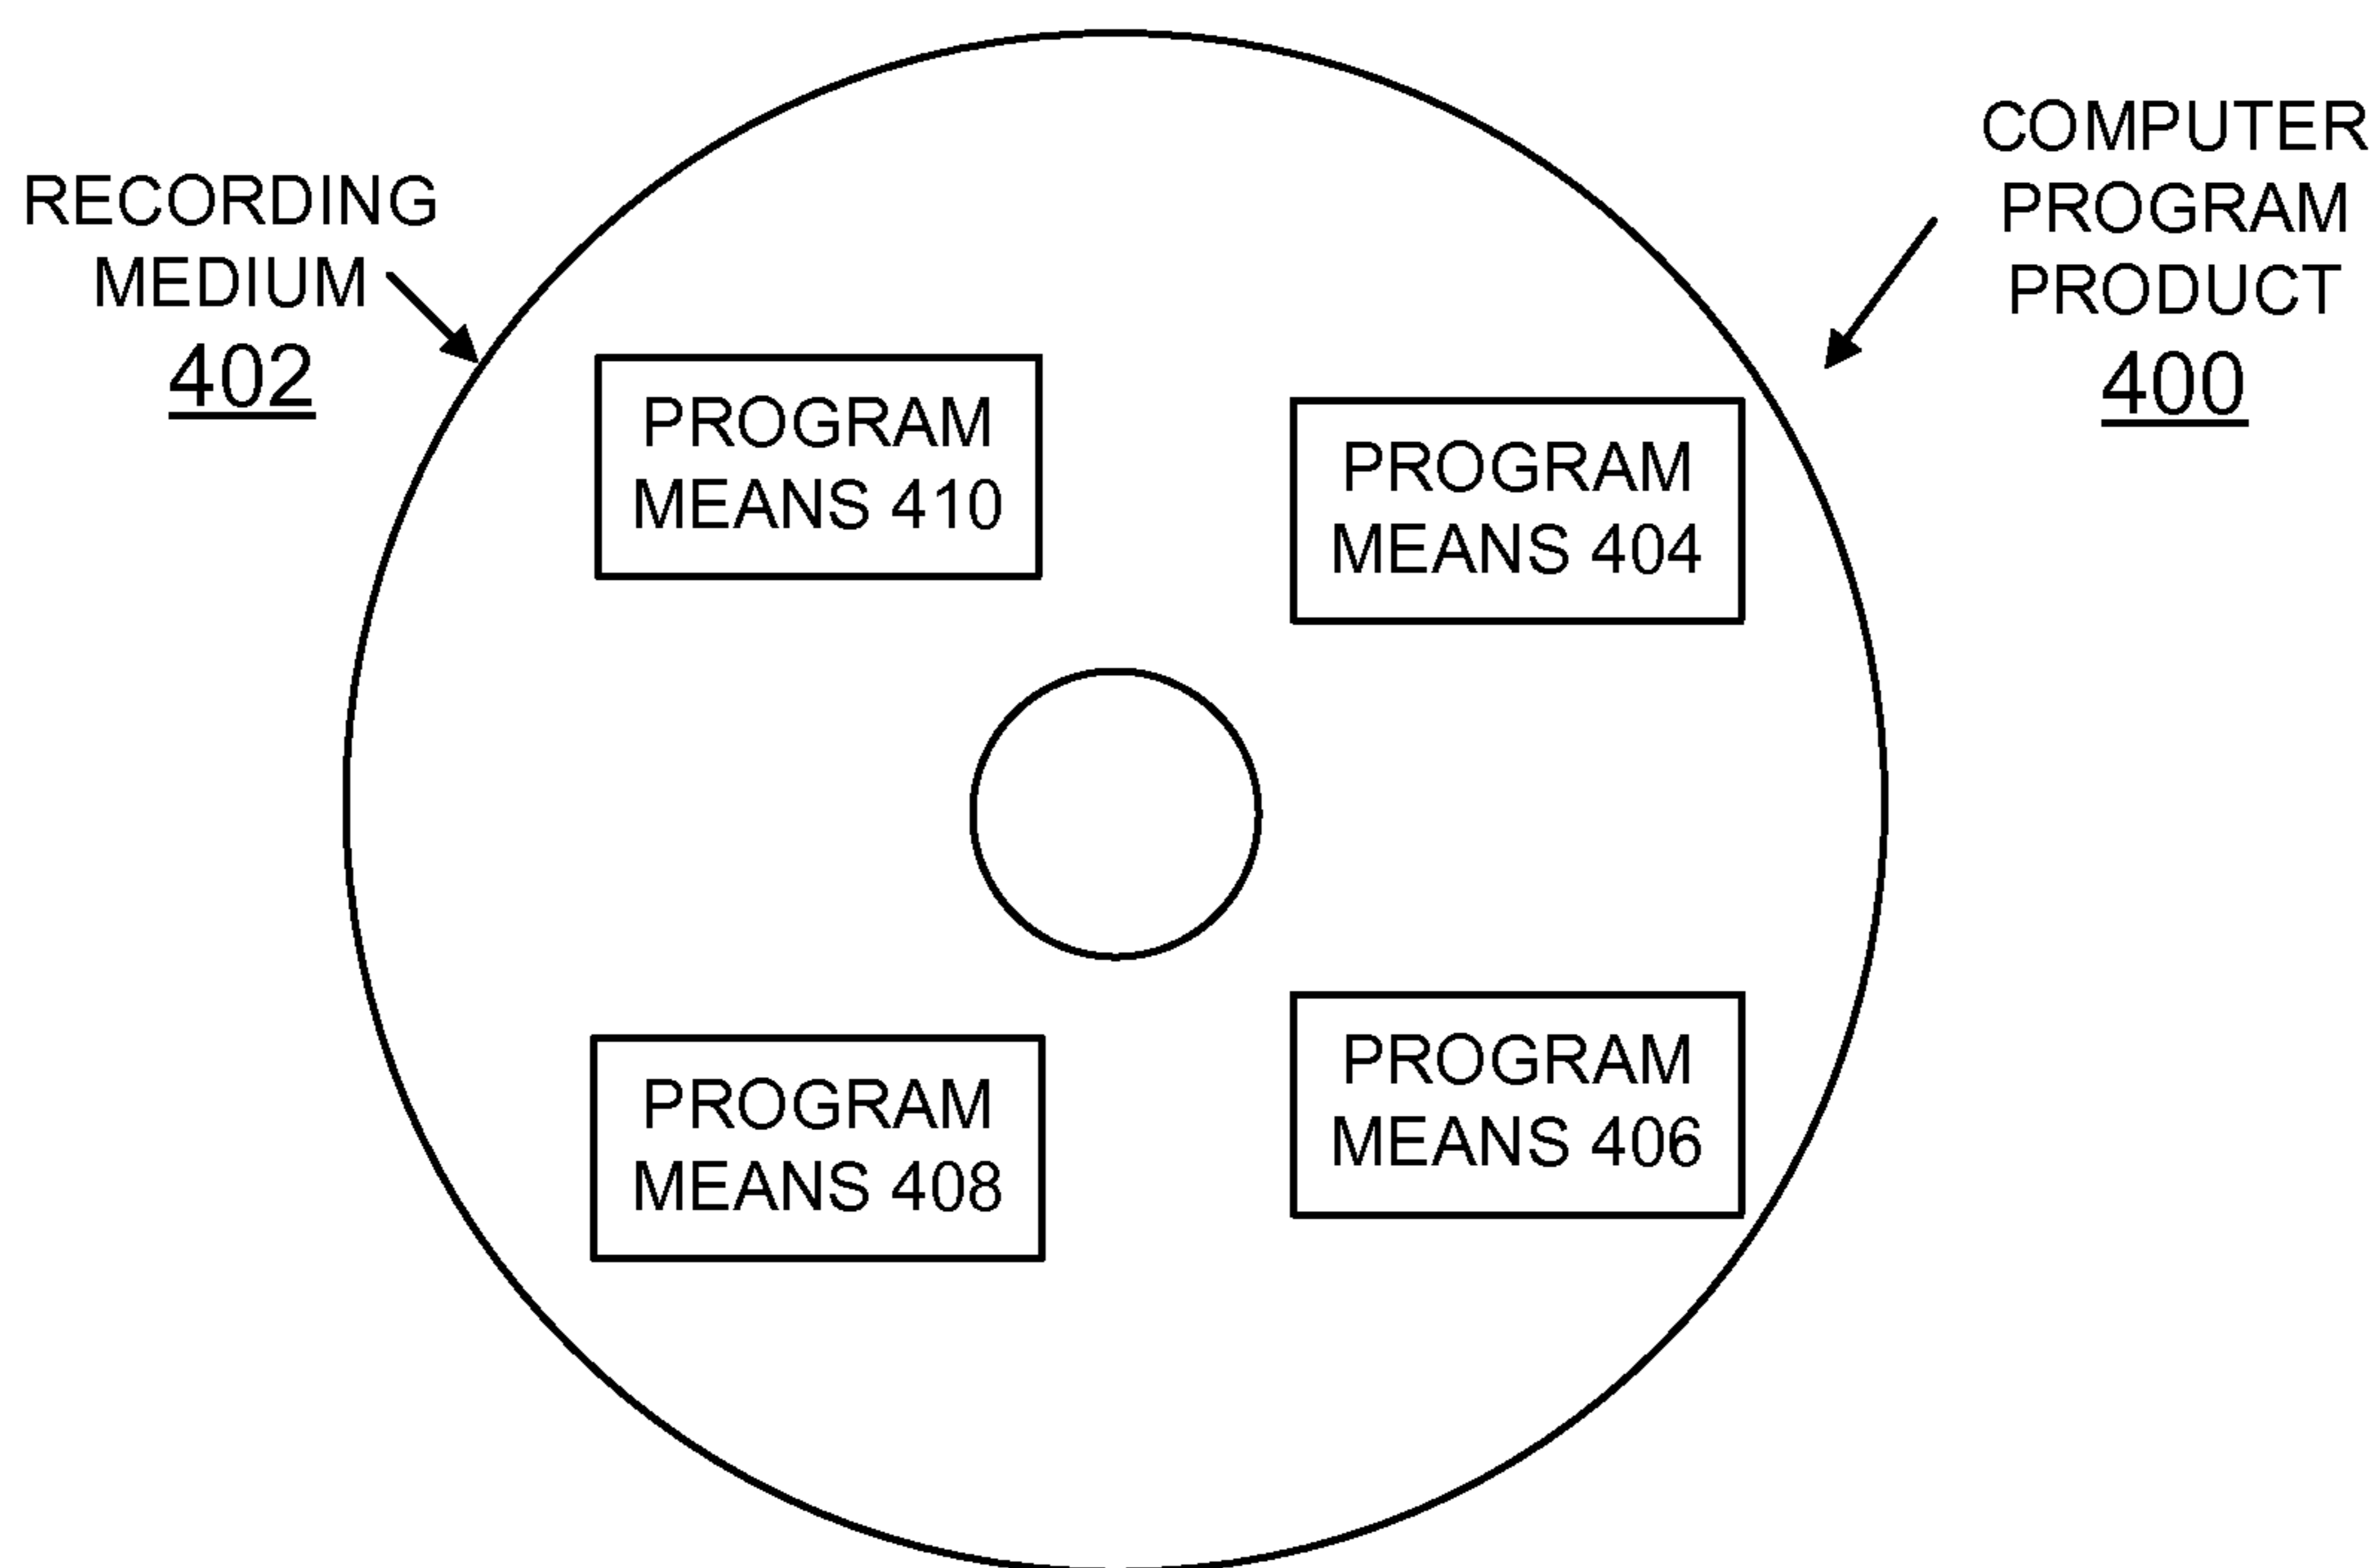 RECORDING
MEDIUM
402
COMPUTER
PROGRAM
PRODUCT
400
PROGRAM
MEANS 410
PROGRAM
MEANS 404
PROGRAM
MEANS 408
PROGRAM
MEANS 406